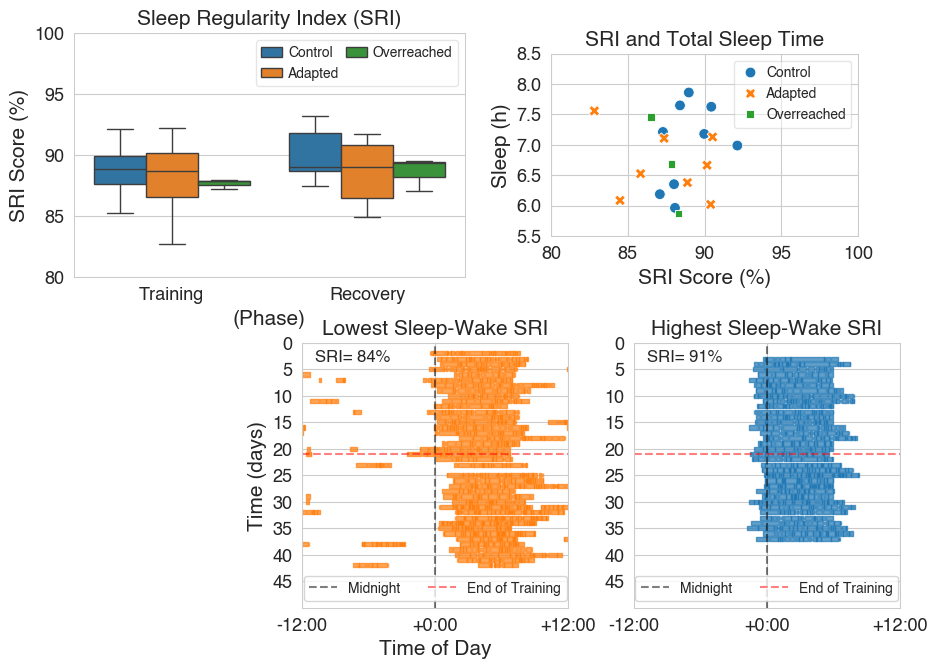 Sleep Regularity Index (SRI)
100
95
90
85
80
SRI Score (%)
Control
Overreached
Adapted
Training
Recovery
(Phase)
SRI and Total Sleep Time
8.5
8.0
7.5
7.0
6.5
6.0
5.5
Sleep (h)
Control
Adapted
Overreached
80
85
90
95
100
SRI Score (%)
Lowest Sleep-Wake SRI
SRI= 84%
0
5
10
15
20
25
30
35
40
45
Time (days)
Midnight
End of Training
-12:00
+0:00
+12:00
Time of Day
Highest Sleep-Wake SRI
SRI= 91%
0
5
10
15
20
25
30
35
40
45
Midnight
End of Training
-12:00
+0:00
+12:00